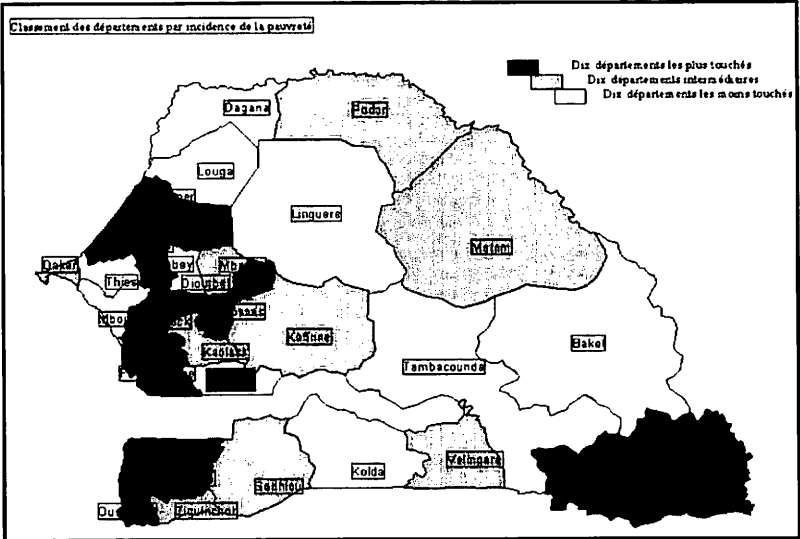 Classement des départements par incidence de la pauvreté
Dix départements les plus touchés
Dix départements intermédiaires
Dix départements les moins touchés
Dagana
Podor
Louga
Linguere
Matam
Dakar
Thies
Diourbel
Kaffrine
Kaolack
Bakel
Tambacounda
Velingara
Kolda
Sedhiou
Ziguinchor